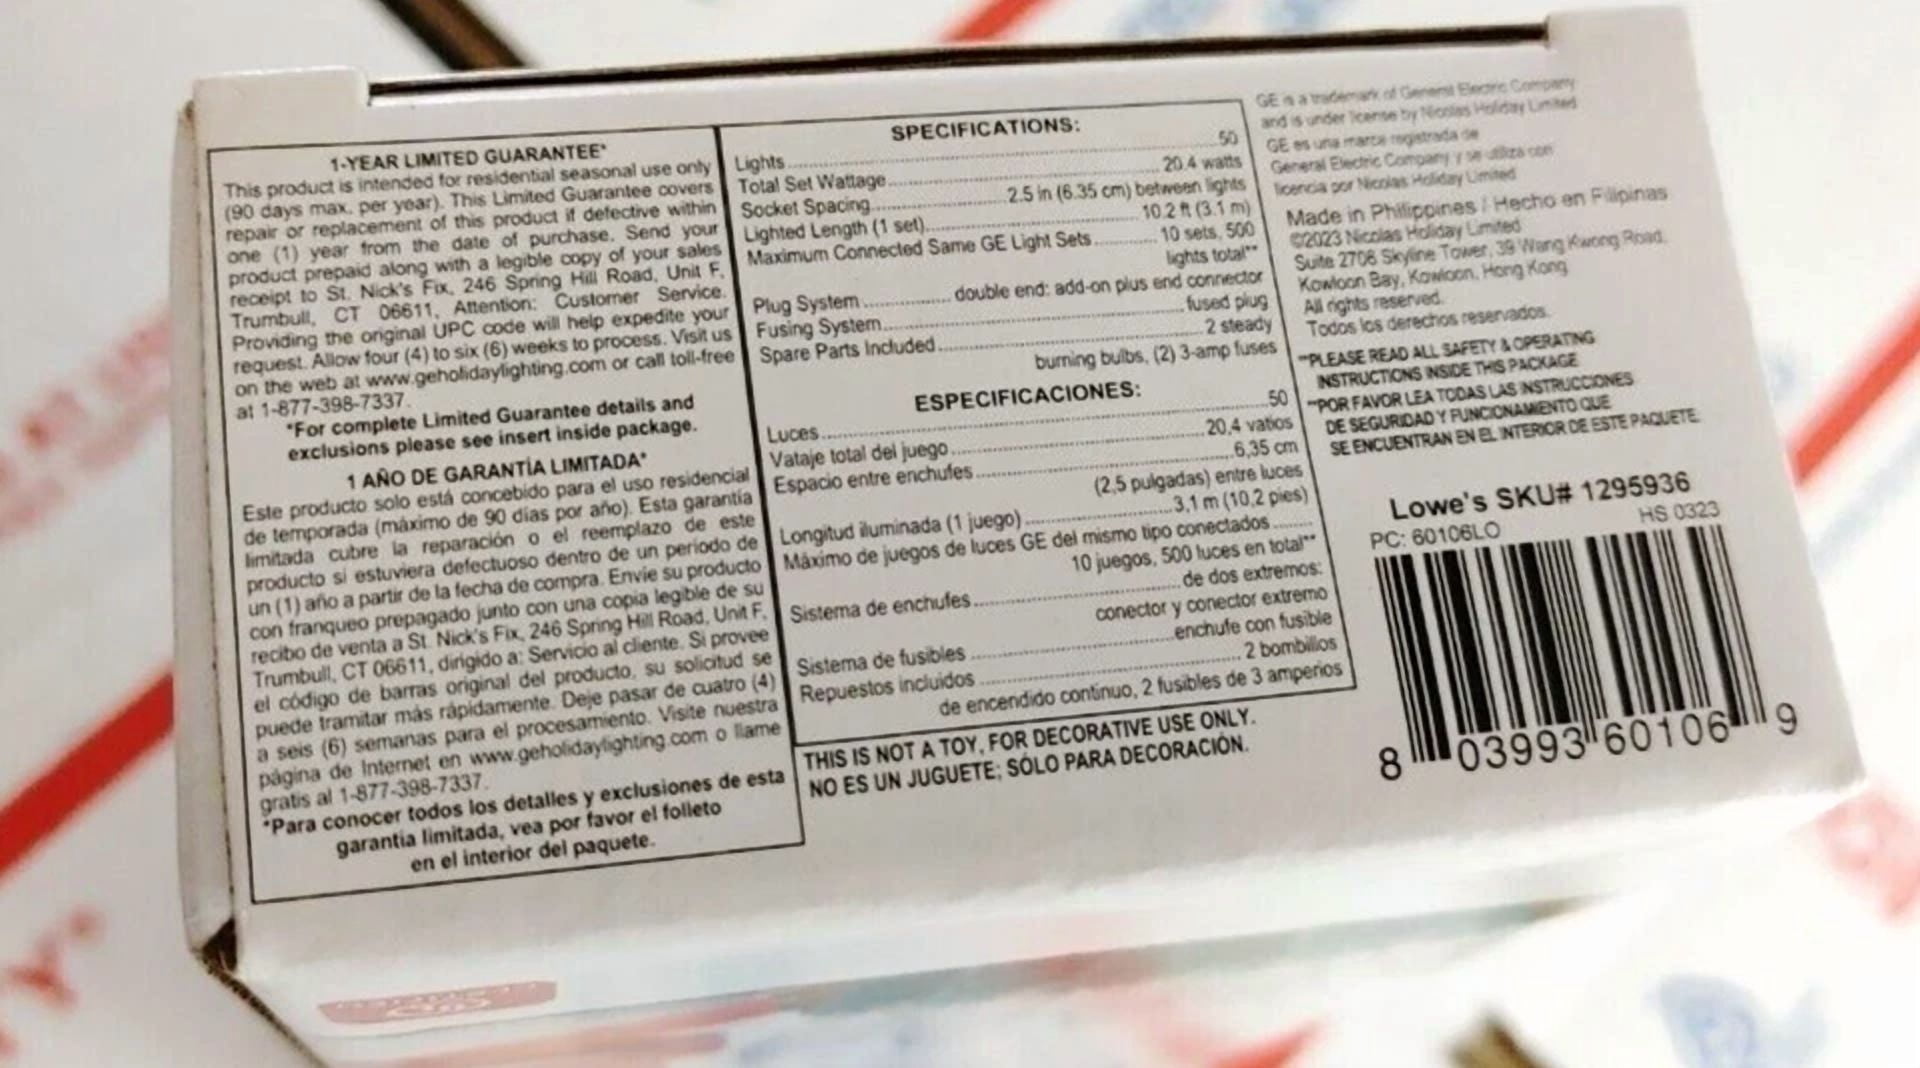 1-YEAR LIMITED GUARANTEE*
This product is intended for residential seasonal use only
(90 days max. per year). This Limited Guarantee covers
repair or replacement of this product if defective within
one (1) year from the date of purchase. Send your
product prepaid along with a legible copy of your sales
receipt to St. Nick's Fix, 246 Spring Hill Road, Unit F,
Trumbull, CT 06611, Attention: Customer Service.
Providing the original UPC code will help expedite your
request. Allow four (4) to six (6) weeks to process. Visit us
on the web at www.geholidaylighting.com or call toll-free
at 1-877-398-7337.
*For complete Limited Guarantee details and
exclusions please see insert inside package.
1 AÑO DE GARANTÍA LIMITADA*
Este producto solo está concebido para el uso residencial
de temporada (máximo de 90 días por año). Esta garantía
limitada cubre la reparación o el reemplazo de este
producto si estuviera defectuoso dentro de un período de
un (1) año a partir de la fecha de compra. Envíe su producto
con franqueo prepagado junto con una copia legible de su
recibo de venta a St. Nick's Fix, 246 Spring Hill Road, Unit F,
Trumbull, CT 06611, dirigido a: Servicio al cliente. Si provee
el código de barras original del producto, su solicitud se
puede tramitar más rápidamente. Deje pasar de cuatro (4)
a seis (6) semanas para el procesamiento. Visite nuestra
página de Internet en www.geholidaylighting.com o llame
gratis al 1-877-398-7337.
*Para conocer todos los detalles y exclusiones de esta
garantía limitada, vea por favor el folleto
en el interior del paquete.
SPECIFICATIONS:
Lights ..... 50
Total Set Wattage ..... 20.4 watts
Socket Spacing ..... 2.5 in (6.35 cm) between lights
Lighted Length (1 set) ..... 10.2 ft (3.1 m)
Maximum Connected Same GE Light Sets ..... 10 sets, 500
lights total**
Plug System ..... double end: add-on plus end connector
Fusing System ..... fused plug
Spare Parts Included ..... 2 steady
burning bulbs, (2) 3-amp fuses
ESPECIFICACIONES:
Luces ..... 50
Vataje total del juego ..... 20,4 vatios
Espacio entre enchufes ..... 6,35 cm
(2,5 pulgadas) entre luces
Longitud iluminada (1 juego) ..... 3,1 m (10,2 pies)
Máximo de juegos de luces GE del mismo tipo conectados .....
10 juegos, 500 luces en total**
Sistema de enchufes ..... de dos extremos:
conector y conector extremo
Sistema de fusibles ..... enchufe con fusible
Repuestos incluidos ..... 2 bombillos
de encendido continuo, 2 fusibles de 3 amperios
THIS IS NOT A TOY, FOR DECORATIVE USE ONLY.
NO ES UN JUGUETE; SÓLO PARA DECORACIÓN.
GE is a trademark of General Electric Company
and is under license by Nicolas Holiday Limited
GE es una marca registrada de
General Electric Company y se utiliza con
licencia por Nicolas Holiday Limited
Made in Philippines / Hecho en Filipinas
©2023 Nicolas Holiday Limited
Suite 2706 Skyline Tower, 39 Wang Kwong Road,
Kowloon Bay, Kowloon, Hong Kong
All rights reserved.
Todos los derechos reservados.
**PLEASE READ ALL SAFETY & OPERATING
INSTRUCTIONS INSIDE THIS PACKAGE
**POR FAVOR LEA TODAS LAS INSTRUCCIONES
DE SEGURIDAD Y FUNCIONAMIENTO QUE
SE ENCUENTRAN EN EL INTERIOR DE ESTE PAQUETE
Lowe's SKU# 1295936
PC: 60106LO HS 0323
8 03993 60106 9